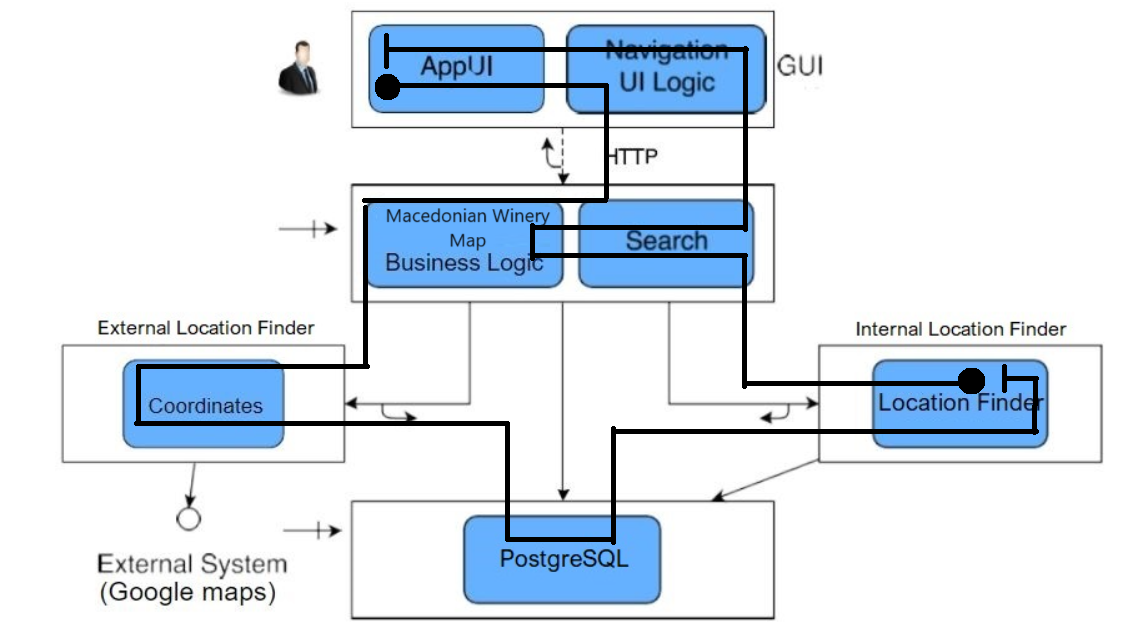 AppUI
Navigation
UI Logic
GUI
HTTP
Macedonian Winery
Map
Business Logic
Search
External Location Finder
Internal Location Finder
Coordinates
Location Finder
PostgreSQL
External System
(Google maps)